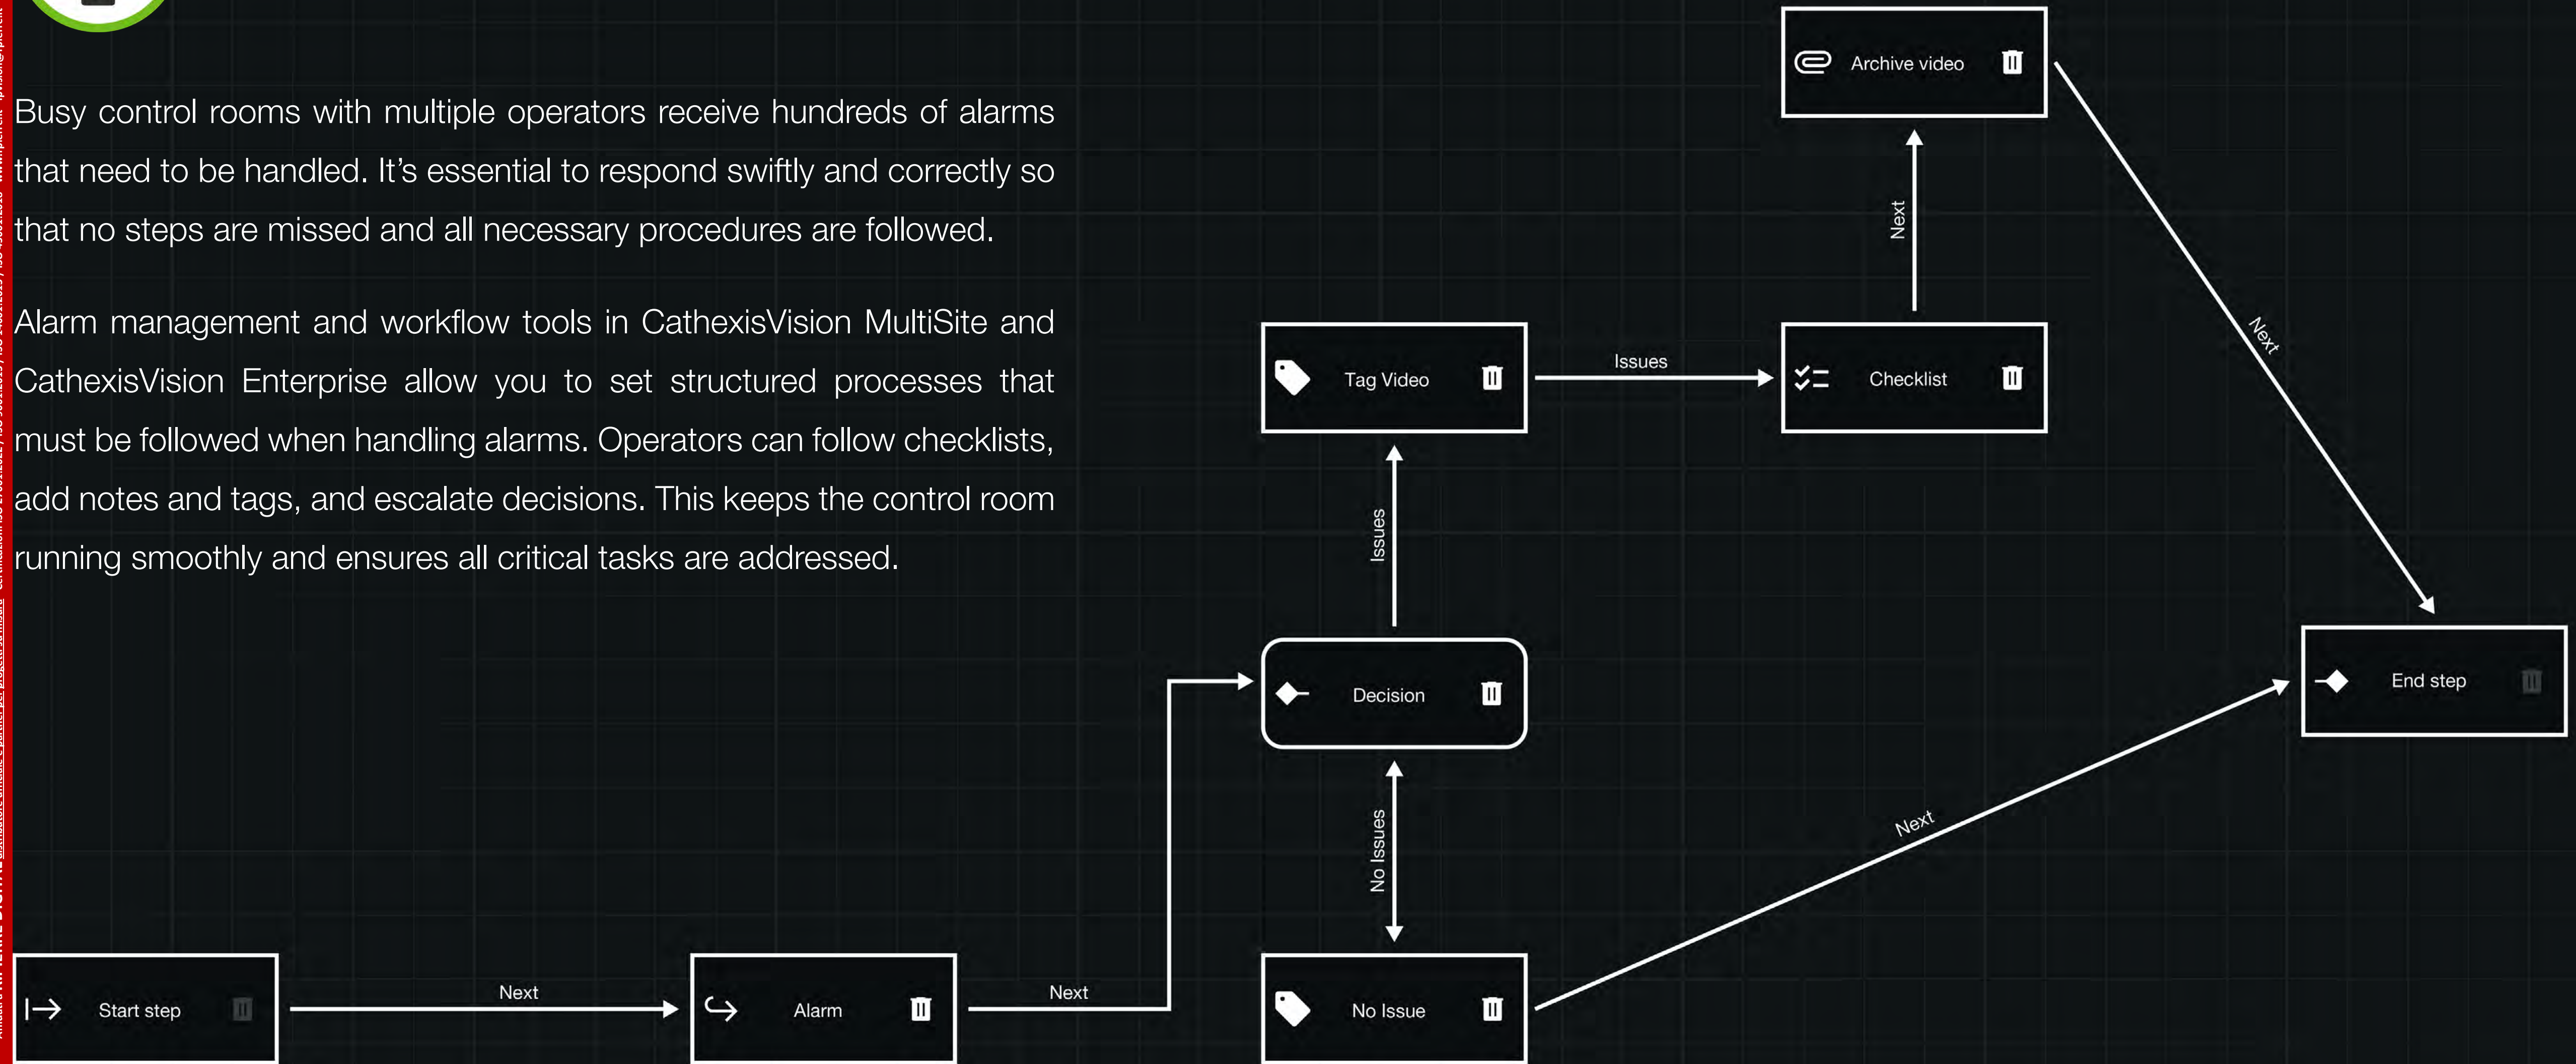 Busy control rooms with multiple operators receive hundreds of alarms
that need to be handled. It’s essential to respond swiftly and correctly so
that no steps are missed and all necessary procedures are followed.
Alarm management and workflow tools in CathexisVision MultiSite and
CathexisVision Enterprise allow you to set structured processes that
must be followed when handling alarms. Operators can follow checklists,
add notes and tags, and escalate decisions. This keeps the control room
running smoothly and ensures all critical tasks are addressed.
Archive video
Next
Next
Tag Video
Issues
Checklist
Issues
Decision
End step
No Issues
Next
Start step
Next
Alarm
Next
No Issue